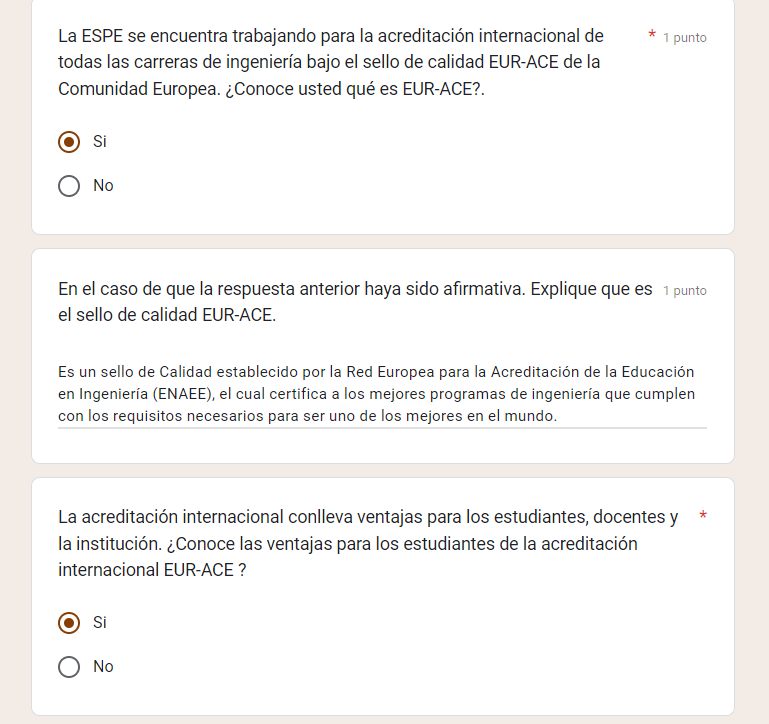 La ESPE se encuentra trabajando para la acreditación internacional de * 1 punto
todas las carreras de ingeniería bajo el sello de calidad EUR-ACE de la
Comunidad Europea. ¿Conoce usted qué es EUR-ACE?.
Si
No
En el caso de que la respuesta anterior haya sido afirmativa. Explique que es 1 punto
el sello de calidad EUR-ACE.
Es un sello de Calidad establecido por la Red Europea para la Acreditación de la Educación
en Ingeniería (ENAEE), el cual certifica a los mejores programas de ingeniería que cumplen
con los requisitos necesarios para ser uno de los mejores en el mundo.
La acreditación internacional conlleva ventajas para los estudiantes, docentes y *
la institución. ¿Conoce las ventajas para los estudiantes de la acreditación
internacional EUR-ACE ?
Si
No